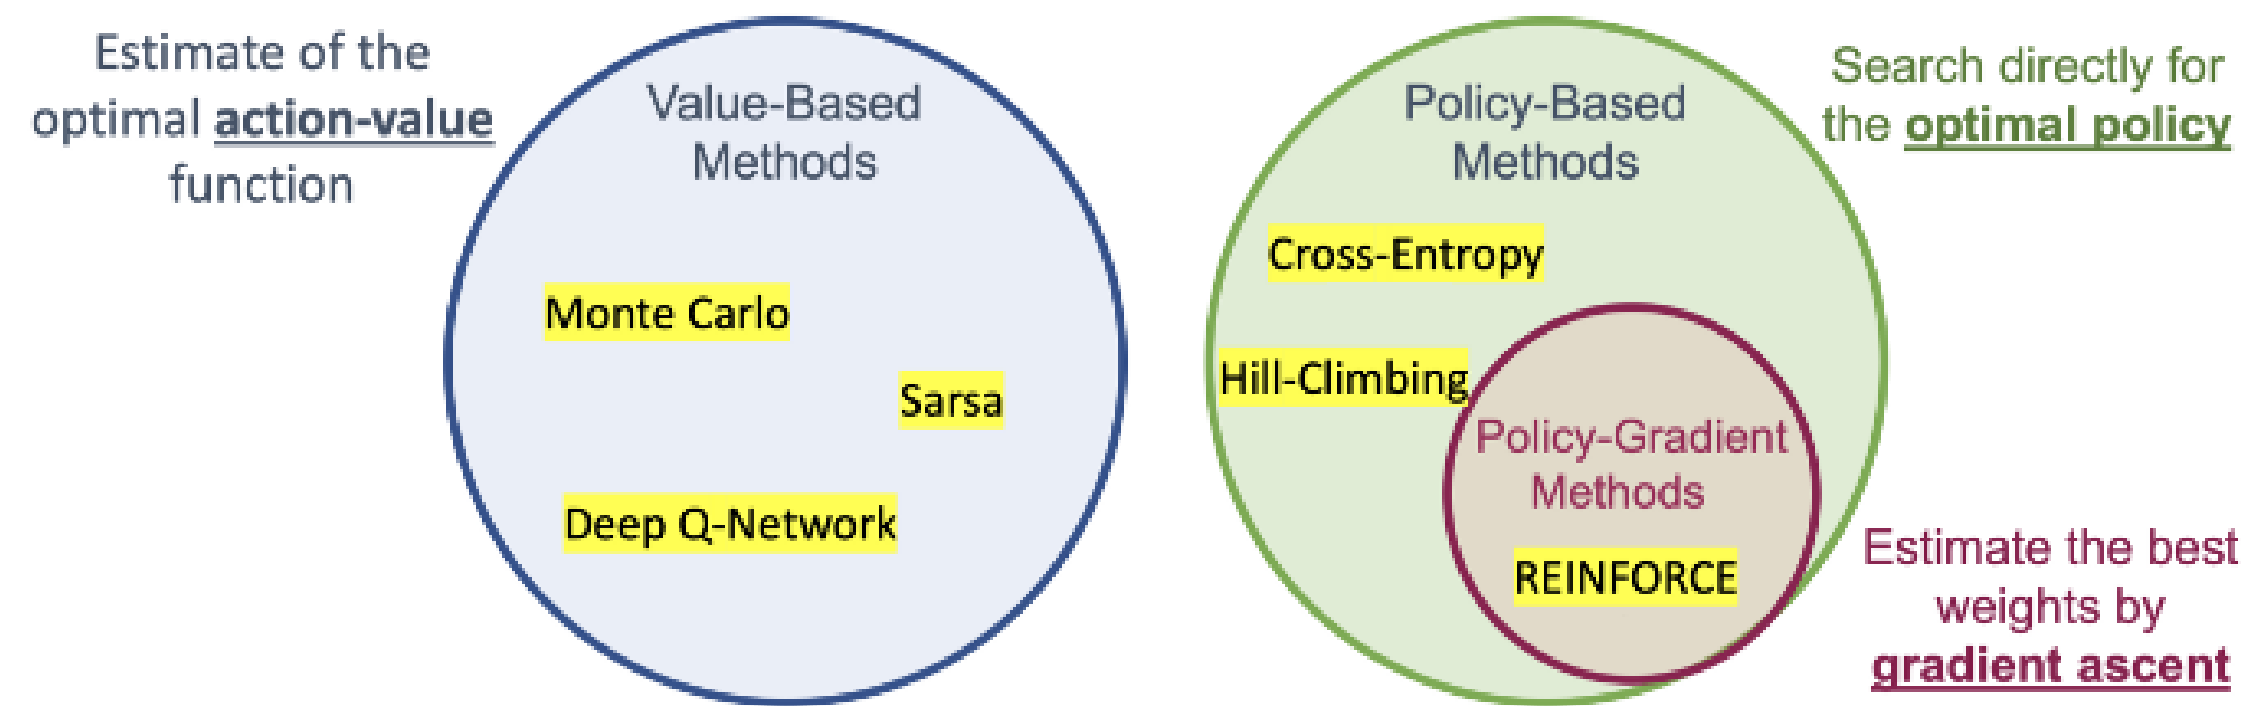 Estimate of the
optimal action-value
function
Value-Based
Methods
Monte Carlo
Sarsa
Deep Q-Network
Policy-Based
Methods
Cross-Entropy
Hill-Climbing
Policy-Gradient
Methods
REINFORCE
Search directly for
the optimal policy
Estimate the best
weights by
gradient ascent